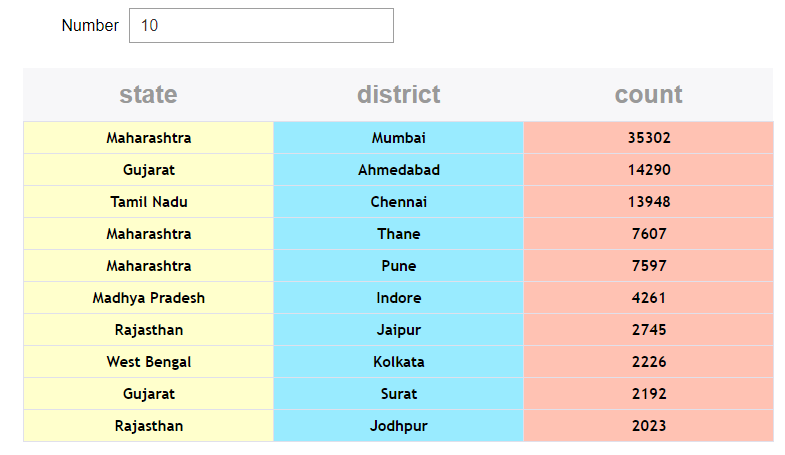 Number 10
state district count
Maharashtra Mumbai 35302
Gujarat Ahmedabad 14290
Tamil Nadu Chennai 13948
Maharashtra Thane 7607
Maharashtra Pune 7597
Madhya Pradesh Indore 4261
Rajasthan Jaipur 2745
West Bengal Kolkata 2226
Gujarat Surat 2192
Rajasthan Jodhpur 2023